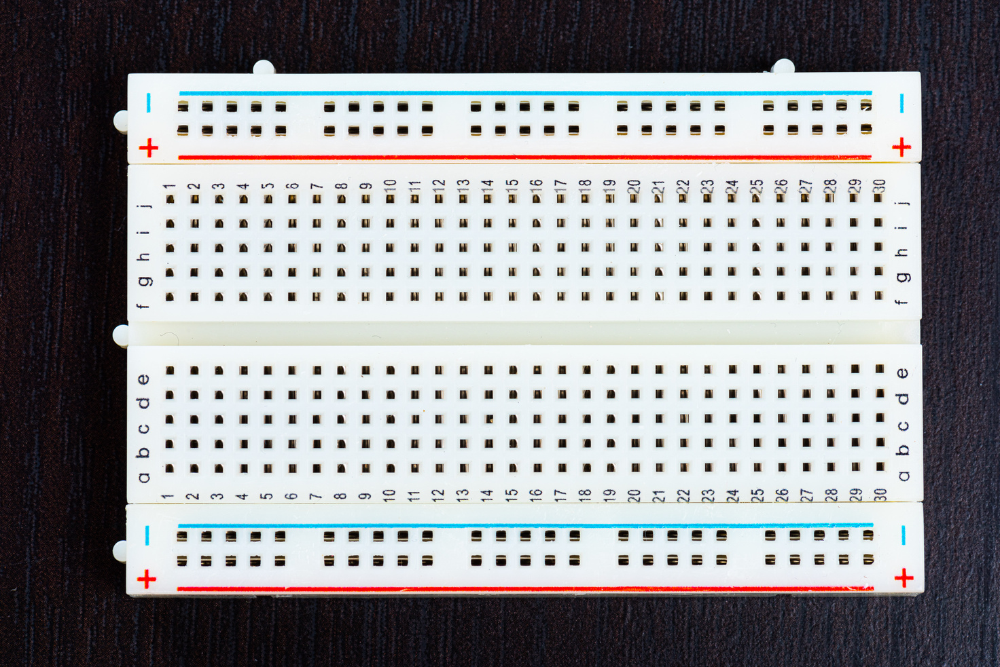 − −
+ +
1 2 3 4 5 6 7 8 9 10 11 12 13 14 15 16 17 18 19 20 21 22 23 24 25 26 27 28 29 30
j j
i i
h h
g g
f f
e e
d d
c c
b b
a a
1 2 3 4 5 6 7 8 9 10 11 12 13 14 15 16 17 18 19 20 21 22 23 24 25 26 27 28 29 30
− −
+ +